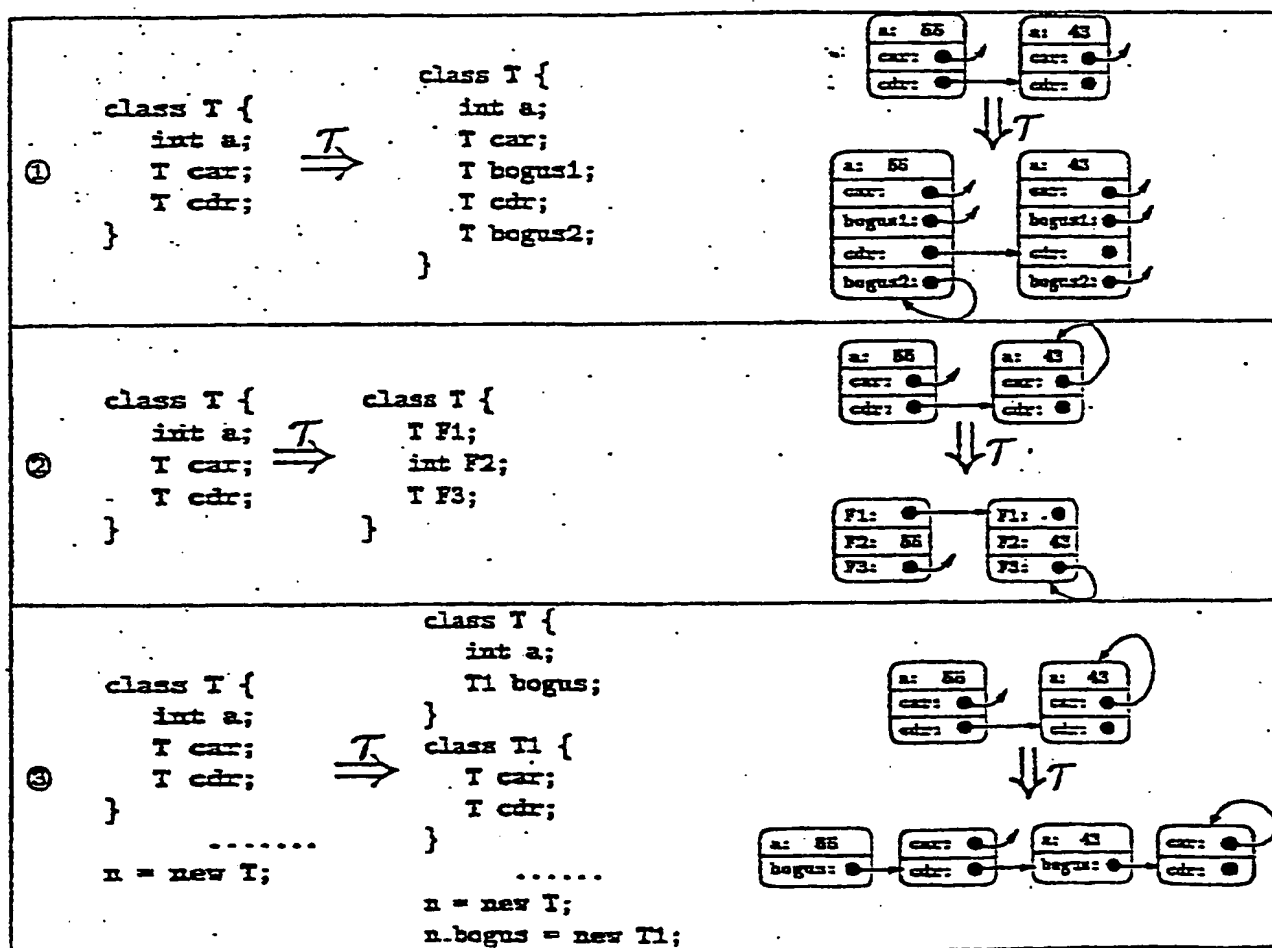 ①
class T {
int a;
T car;
T cdr;
}
T
class T {
int a;
T car;
T bogus1;
T cdr;
T bogus2;
}
a: 55
car:
cdr:
a: 43
car:
cdr:
T
a: 55
car:
bogus1:
cdr:
bogus2:
a: 43
car:
bogus1:
cdr:
bogus2:
②
class T {
int a;
T car;
T cdr;
}
T
class T {
T F1;
int F2;
T F3;
}
a: 55
car:
cdr:
a: 43
car:
cdr:
T
F1:
F2: 55
F3:
F1:
F2: 43
F3:
③
class T {
int a;
T car;
T cdr;
}
.......
n = new T;
T
class T {
int a;
T1 bogus;
}
class T1 {
T car;
T cdr;
}
......
n = new T;
n.bogus = new T1;
a: 55
car:
cdr:
a: 43
car:
cdr:
T
a: 55
bogus:
car:
cdr:
a: 43
bogus:
car:
cdr: